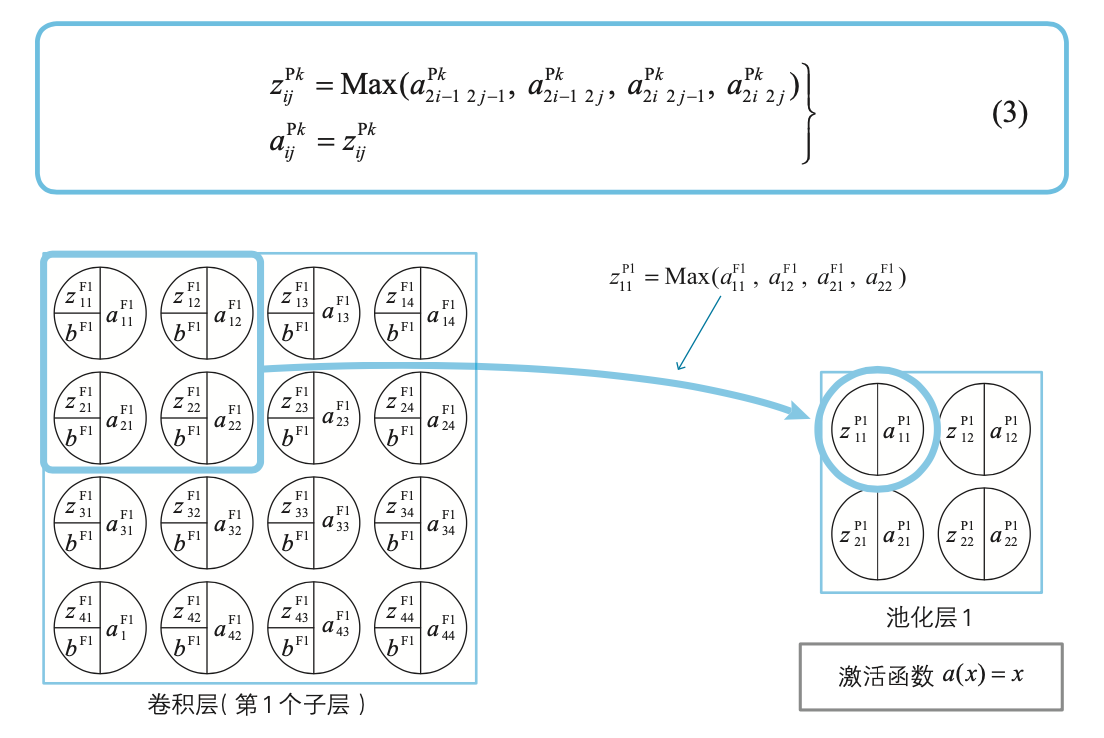 z_{ij}^{Pk} = Max(a_{2i−1 2j−1}^{Pk}, a_{2i−1 2j}^{Pk}, a_{2i 2j−1}^{Pk}, a_{2i 2j}^{Pk})
a_{ij}^{Pk} = z_{ij}^{Pk}
(3)
z_{11}^{P1} = Max(a_{11}^{F1}, a_{12}^{F1}, a_{21}^{F1}, a_{22}^{F1})
z_{11}^{F1} b^{F1} a_{11}^{F1} z_{12}^{F1} b^{F1} a_{12}^{F1} z_{13}^{F1} b^{F1} a_{13}^{F1} z_{14}^{F1} b^{F1} a_{14}^{F1}
z_{21}^{F1} b^{F1} a_{21}^{F1} z_{22}^{F1} b^{F1} a_{22}^{F1} z_{23}^{F1} b^{F1} a_{23}^{F1} z_{24}^{F1} b^{F1} a_{24}^{F1}
z_{31}^{F1} b^{F1} a_{31}^{F1} z_{32}^{F1} b^{F1} a_{32}^{F1} z_{33}^{F1} b^{F1} a_{33}^{F1} z_{34}^{F1} b^{F1} a_{34}^{F1}
z_{41}^{F1} b^{F1} a_{1}^{F1} z_{42}^{F1} b^{F1} a_{42}^{F1} z_{43}^{F1} b^{F1} a_{43}^{F1} z_{44}^{F1} b^{F1} a_{44}^{F1}
卷积层(第1个子层)
z_{11}^{P1} a_{11}^{P1} z_{12}^{P1} a_{12}^{P1}
z_{21}^{P1} a_{21}^{P1} z_{22}^{P1} a_{22}^{P1}
池化层1
激活函数 a(x) = x